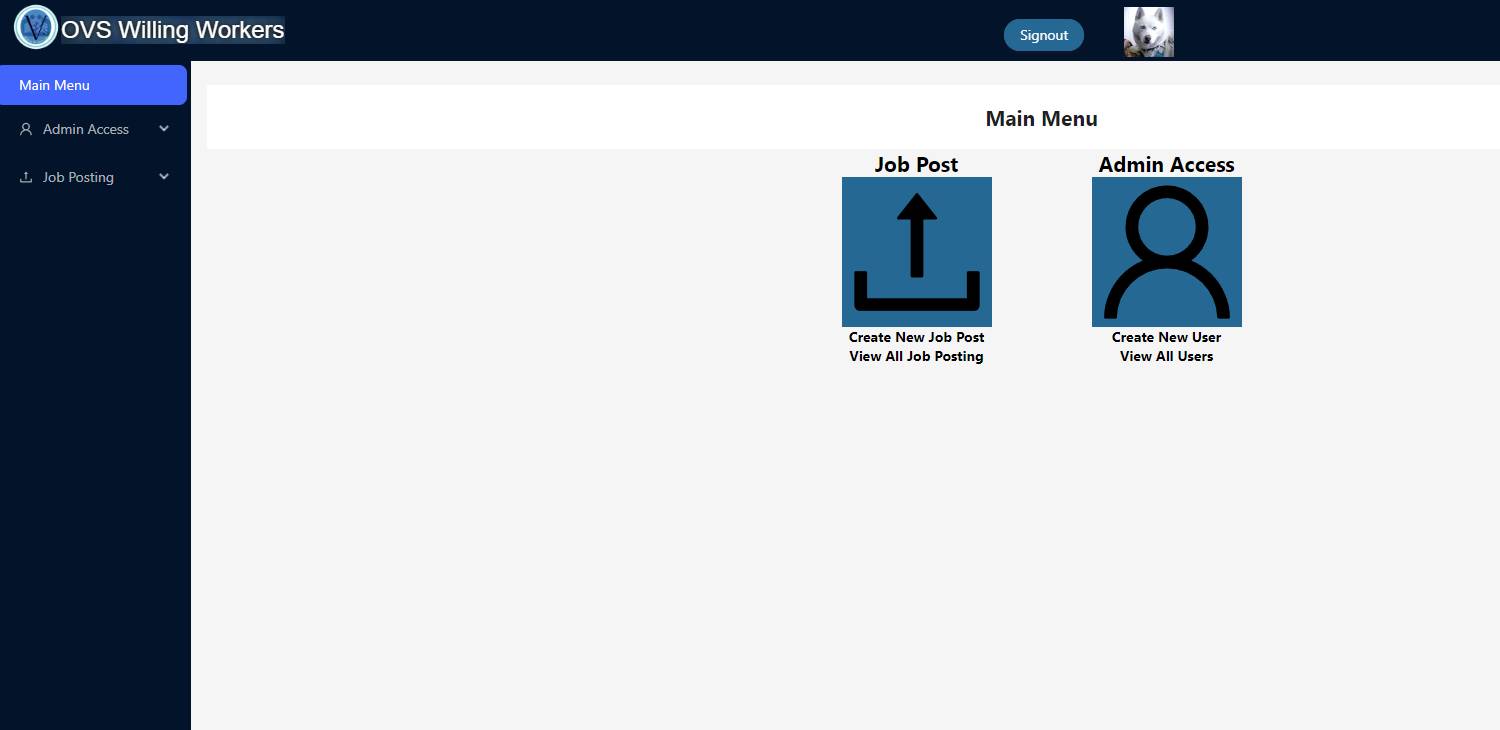 OVS Willing Workers
Signout
Main Menu
Admin Access
Job Posting
Main Menu
Job Post
Admin Access
Create New Job Post
View All Job Posting
Create New User
View All Users